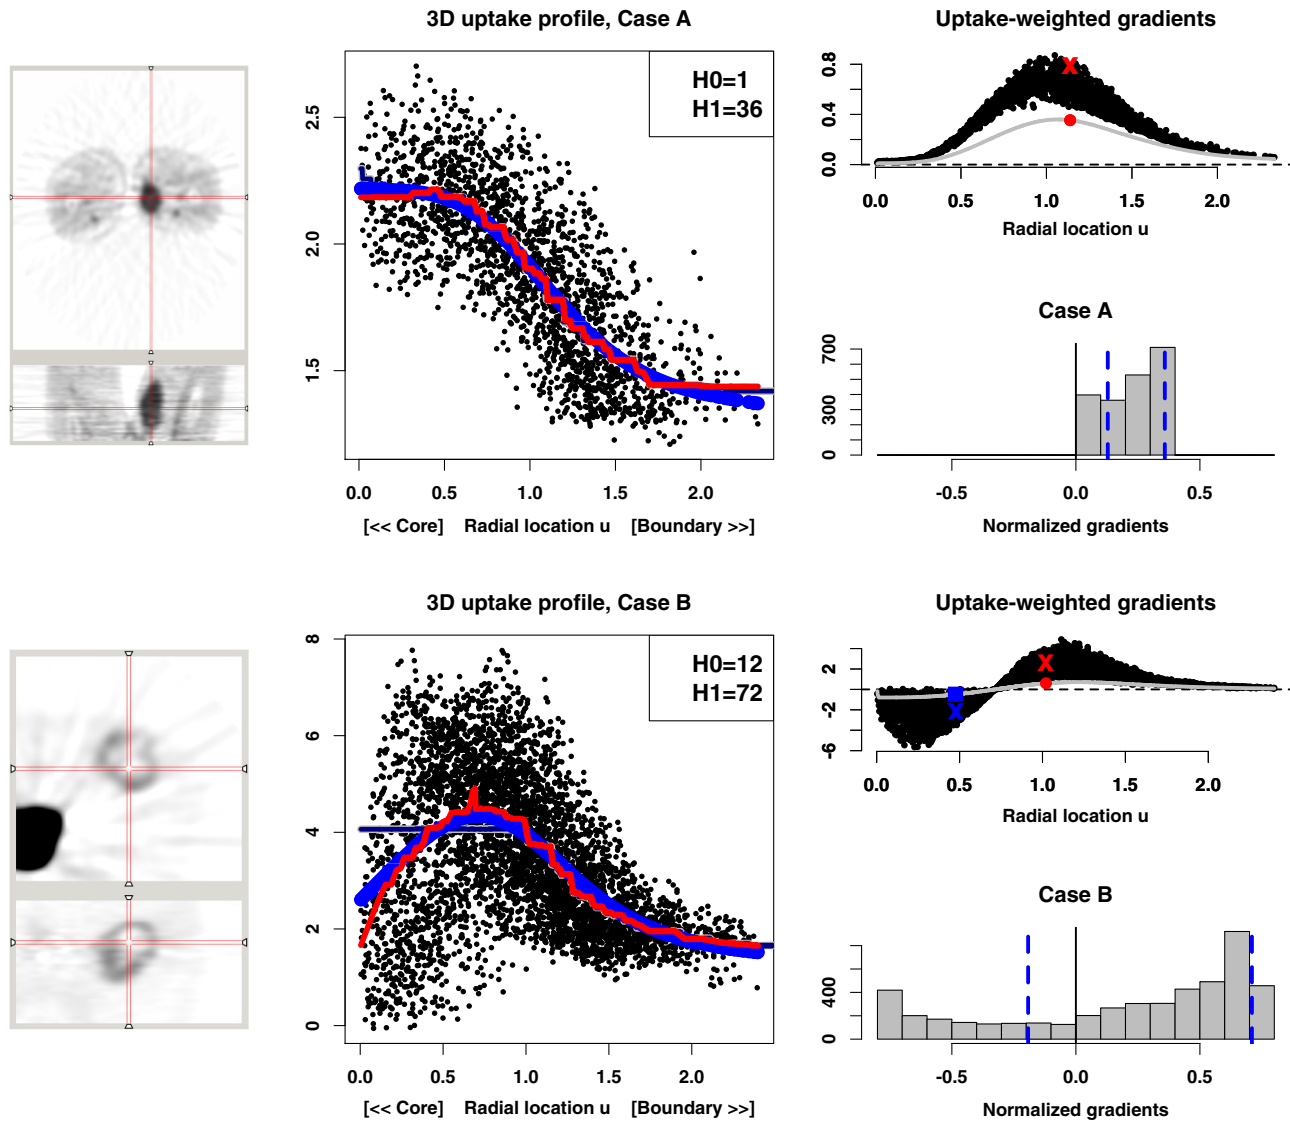 3D uptake profile, Case A
H0=1
H1=36
2.5
2.0
1.5
0.0 0.5 1.0 1.5 2.0
[<< Core] Radial location u [Boundary >>]
Uptake-weighted gradients
0.8
0.4
0.0
0.0 0.5 1.0 1.5 2.0
Radial location u
Case A
700
300
0
-0.5 0.0 0.5
Normalized gradients
3D uptake profile, Case B
H0=12
H1=72
8
6
4
2
0
0.0 0.5 1.0 1.5 2.0
[<< Core] Radial location u [Boundary >>]
Uptake-weighted gradients
2
-2
-6
0.0 0.5 1.0 1.5 2.0
Radial location u
Case B
400
0
-0.5 0.0 0.5
Normalized gradients